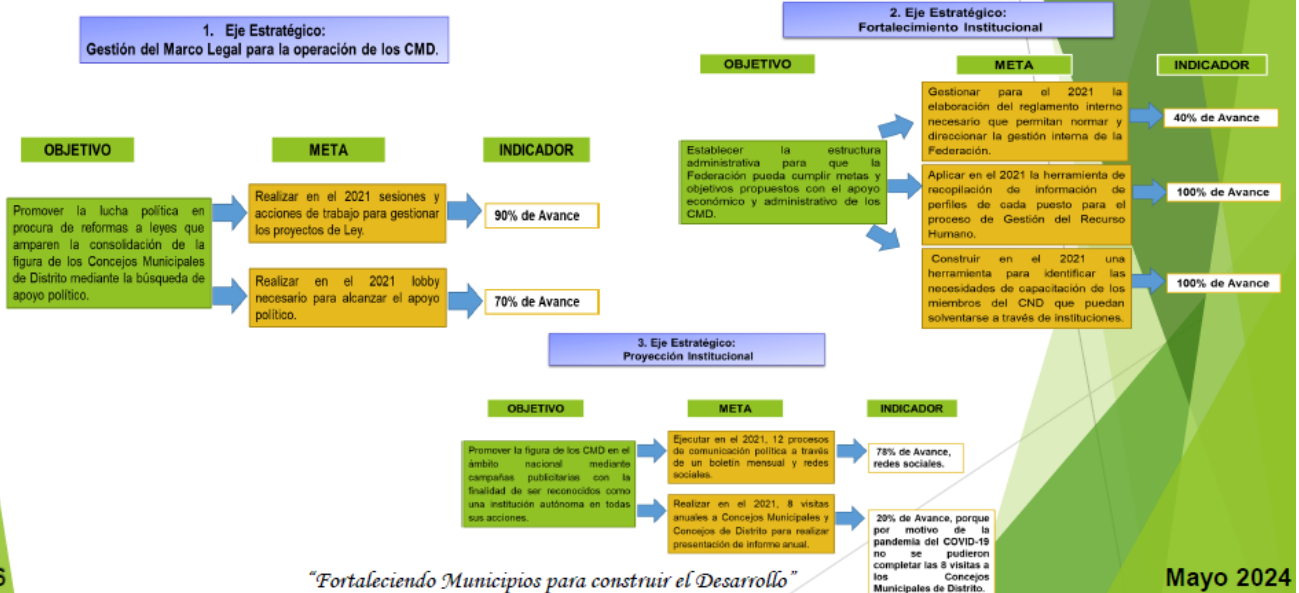 1. Eje Estratégico:
Gestión del Marco Legal para la operación de los CMD.
OBJETIVO
META
INDICADOR
Promover la lucha política en
procura de reformas a leyes que
amparen la consolidación de la
figura de los Concejos Municipales
de Distrito mediante la búsqueda de
apoyo político.
Realizar en el 2021 sesiones y
acciones de trabajo para gestionar
los proyectos de Ley.
90% de Avance
Realizar en el 2021 lobby
necesario para alcanzar el apoyo
político.
70% de Avance
2. Eje Estratégico:
Fortalecimiento Institucional
OBJETIVO
META
INDICADOR
Establecer la estructura
administrativa para que la
Federación pueda cumplir metas y
objetivos propuestos con el apoyo
económico y administrativo de los
CMD.
Gestionar para el 2021 la
elaboración del reglamento interno
necesario que permitan normar y
direccionar la gestión interna de la
Federación.
40% de Avance
Aplicar en el 2021 la herramienta de
recopilación de información de
perfiles de cada puesto para el
proceso de Gestión del Recurso
Humano.
100% de Avance
Construir en el 2021 una
herramienta para identificar las
necesidades de capacitación de los
miembros del CND que puedan
solventarse a través de instituciones.
100% de Avance
3. Eje Estratégico:
Proyección Institucional
OBJETIVO
META
INDICADOR
Promover la figura de los CMD en el
ámbito nacional mediante
campañas publicitarias con la
finalidad de ser reconocidos como
una institución autónoma en todas
sus acciones.
Ejecutar en el 2021, 12 procesos
de comunicación política a través
de un boletín mensual y redes
sociales.
78% de Avance,
redes sociales.
Realizar en el 2021, 8 visitas
anuales a Concejos Municipales y
Concejos de Distrito para realizar
presentación de informe anual.
20% de Avance, porque
por motivo de la
pandemia del COVID-19
no se pudieron
completar las 8 visitas a
los Concejos
Municipales de Distrito.
6
"Fortaleciendo Municipios para construir el Desarrollo"
Mayo 2024